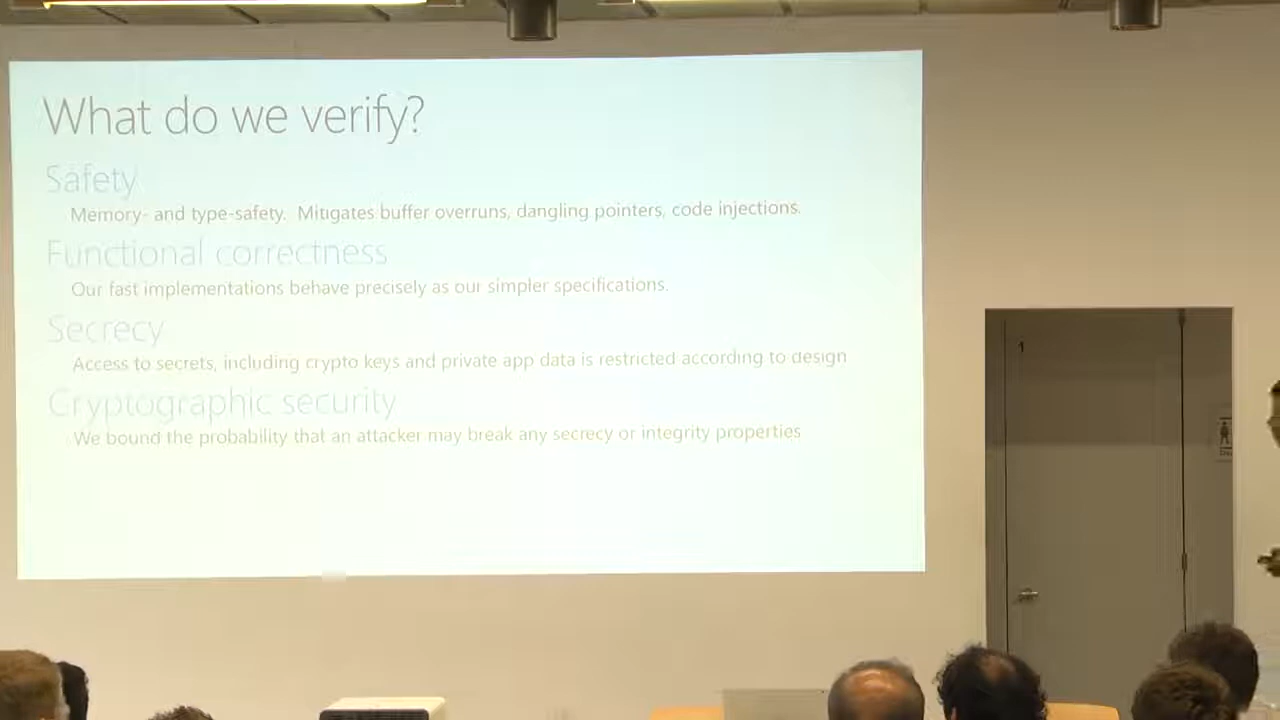 What do we verify?
Safety
Memory- and type-safety. Mitigates buffer overruns, dangling pointers, code injections.
Functional correctness
Our fast implementations behave precisely as our simpler specifications.
Secrecy
Access to secrets, including crypto keys and private app data is restricted according to design
Cryptographic security
We bound the probability that an attacker may break any secrecy or integrity properties